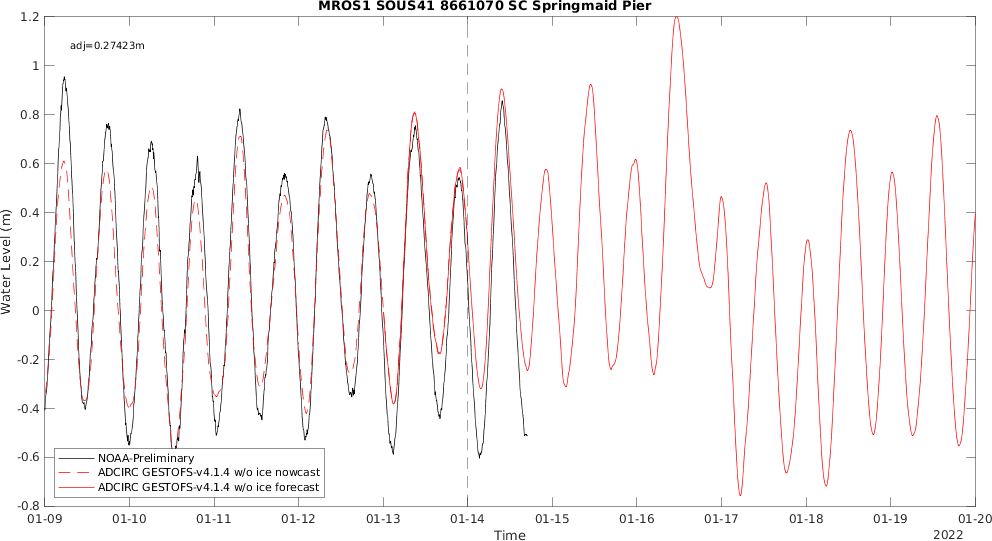 MROS1 SOUS41 8661070 SC Springmaid Pier
adj=0.27423m
Water Level (m)
1.2
1
0.8
0.6
0.4
0.2
0
-0.2
-0.4
-0.6
-0.8
NOAA-Preliminary
ADCIRC GESTOFS-v4.1.4 w/o ice nowcast
ADCIRC GESTOFS-v4.1.4 w/o ice forecast
01-09 01-10 01-11 01-12 01-13 01-14 01-15 01-16 01-17 01-18 01-19 01-20
Time
2022